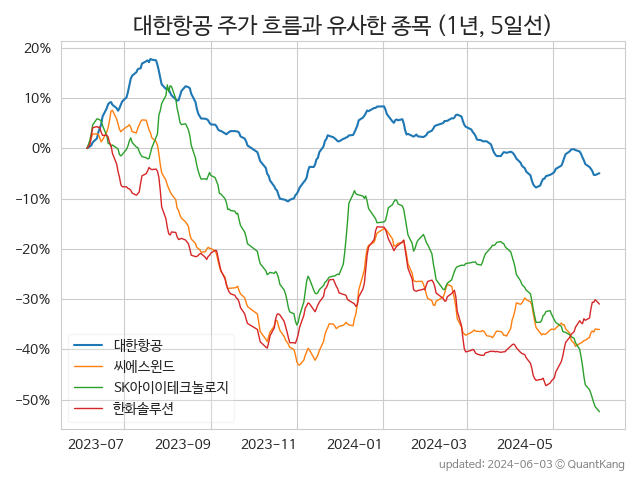 대한항공 주가 흐름과 유사한 종목 (1년, 5일선)
20%
10%
0%
−10%
−20%
−30%
−40%
−50%
대한항공
씨에스윈드
SK아이이테크놀로지
한화솔루션
2023-07 2023-09 2023-11 2024-01 2024-03 2024-05
updated: 2024-06-03 © QuantKang